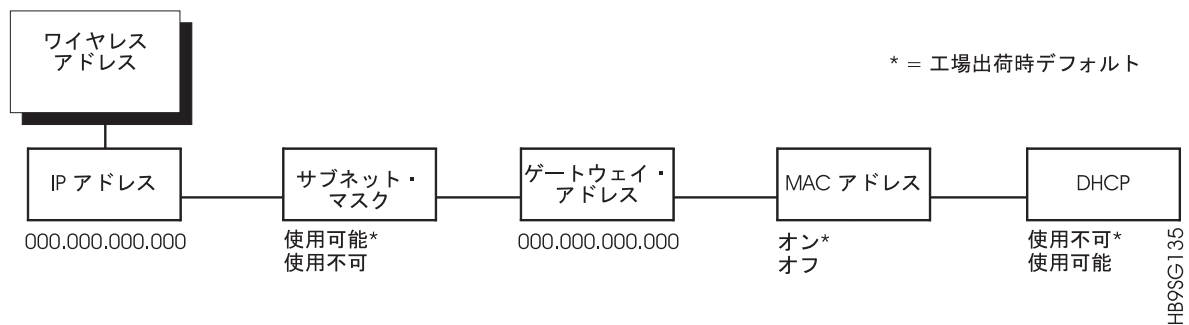 ワイヤレス
アドレス
* = 工場出荷時デフォルト
IP アドレス
サブネット・
マスク
ゲートウェイ・
アドレス
MAC アドレス
DHCP
000.000.000.000
使用可能*
使用不可
000.000.000.000
オン*
オフ
使用不可*
使用可能
HB9SG135